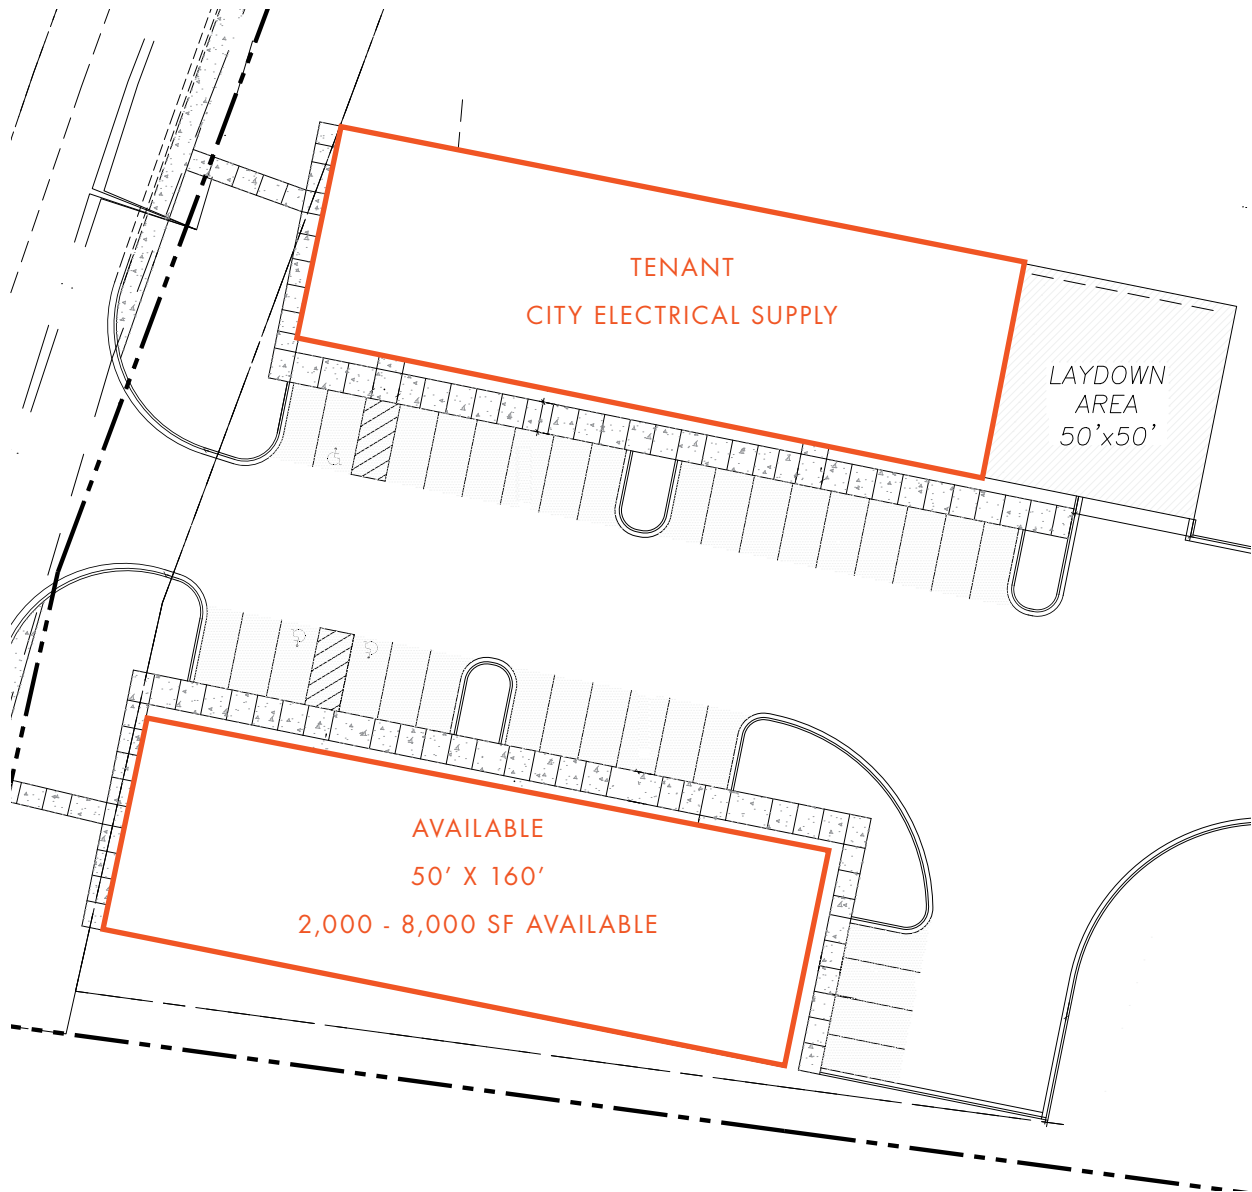 TENANT
CITY ELECTRICAL SUPPLY
LAYDOWN
AREA
50'x50'
AVAILABLE
50' X 160'
2,000 - 8,000 SF AVAILABLE